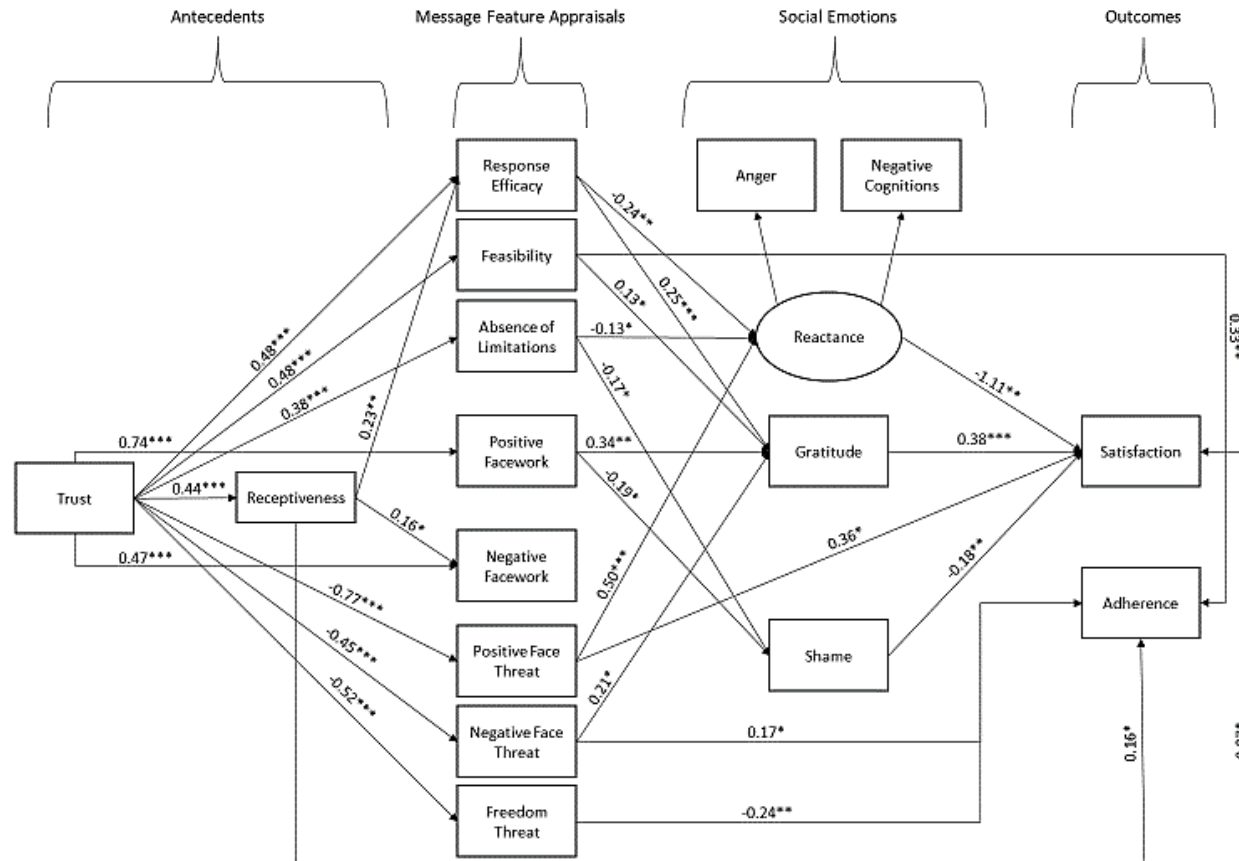 Antecedents
Message Feature Appraisals
Social Emotions
Outcomes
Response
Efficacy
Anger
Negative
Cognitions
-0.24**
Feasibility
0.13*
0.25***
Absence of
Limitations
-0.13*
Reactance
0.48***
0.48***
0.38***
0.23**
-0.17*
-1.11**
0.74***
Positive
Facework
0.34**
Gratitude
0.38***
Satisfaction
Trust
0.44***
Receptiveness
-0.19*
0.16*
0.36*
0.47***
Negative
Facework
0.50***
-0.18**
-0.77***
Adherence
-0.45***
Positive Face
Threat
Shame
-0.52***
0.21*
Negative Face
Threat
0.17*
0.16*
Freedom
Threat
-0.24**